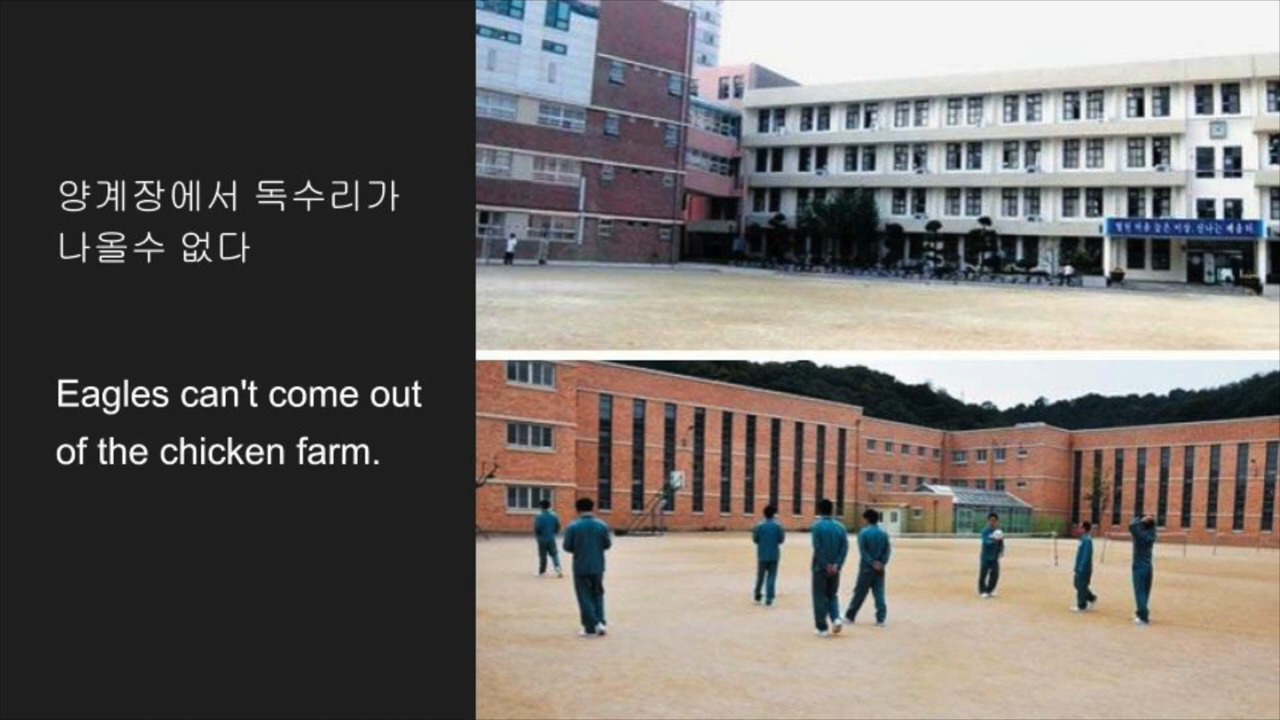 양계장에서 독수리가
나올수 없다
Eagles can't come out
of the chicken farm.